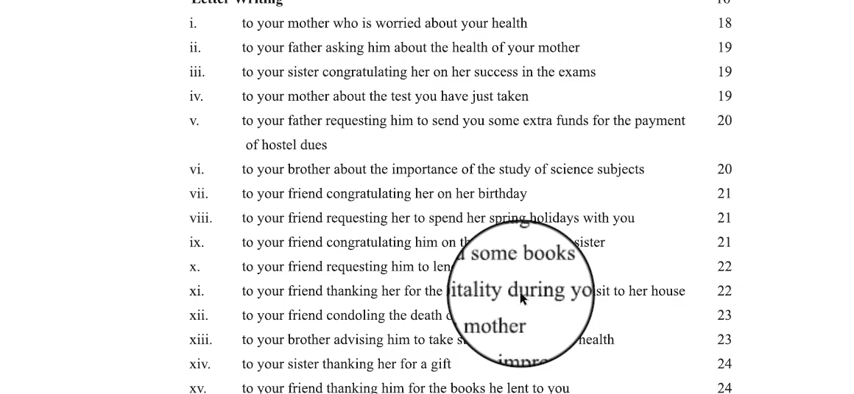 Letter Writing 16
i. to your mother who is worried about your health 18
ii. to your father asking him about the health of your mother 19
iii. to your sister congratulating her on her success in the exams 19
iv. to your mother about the test you have just taken 19
v. to your father requesting him to send you some extra funds for the payment 20
of hostel dues
vi. to your brother about the importance of the study of science subjects 20
vii. to your friend congratulating her on her birthday 21
viii. to your friend requesting her to spend her spring holidays with you 21
ix. to your friend congratulating him on sister 21
x. to your friend requesting him to some books 22
xi. to your friend thanking her for the during sit to her house 22
xii. to your friend condoling the death mother 23
xiii. to your brother advising him to take health 23
xiv. to your sister thanking her for a gift 24
xv. to your friend thanking him for the books he lent to you 24